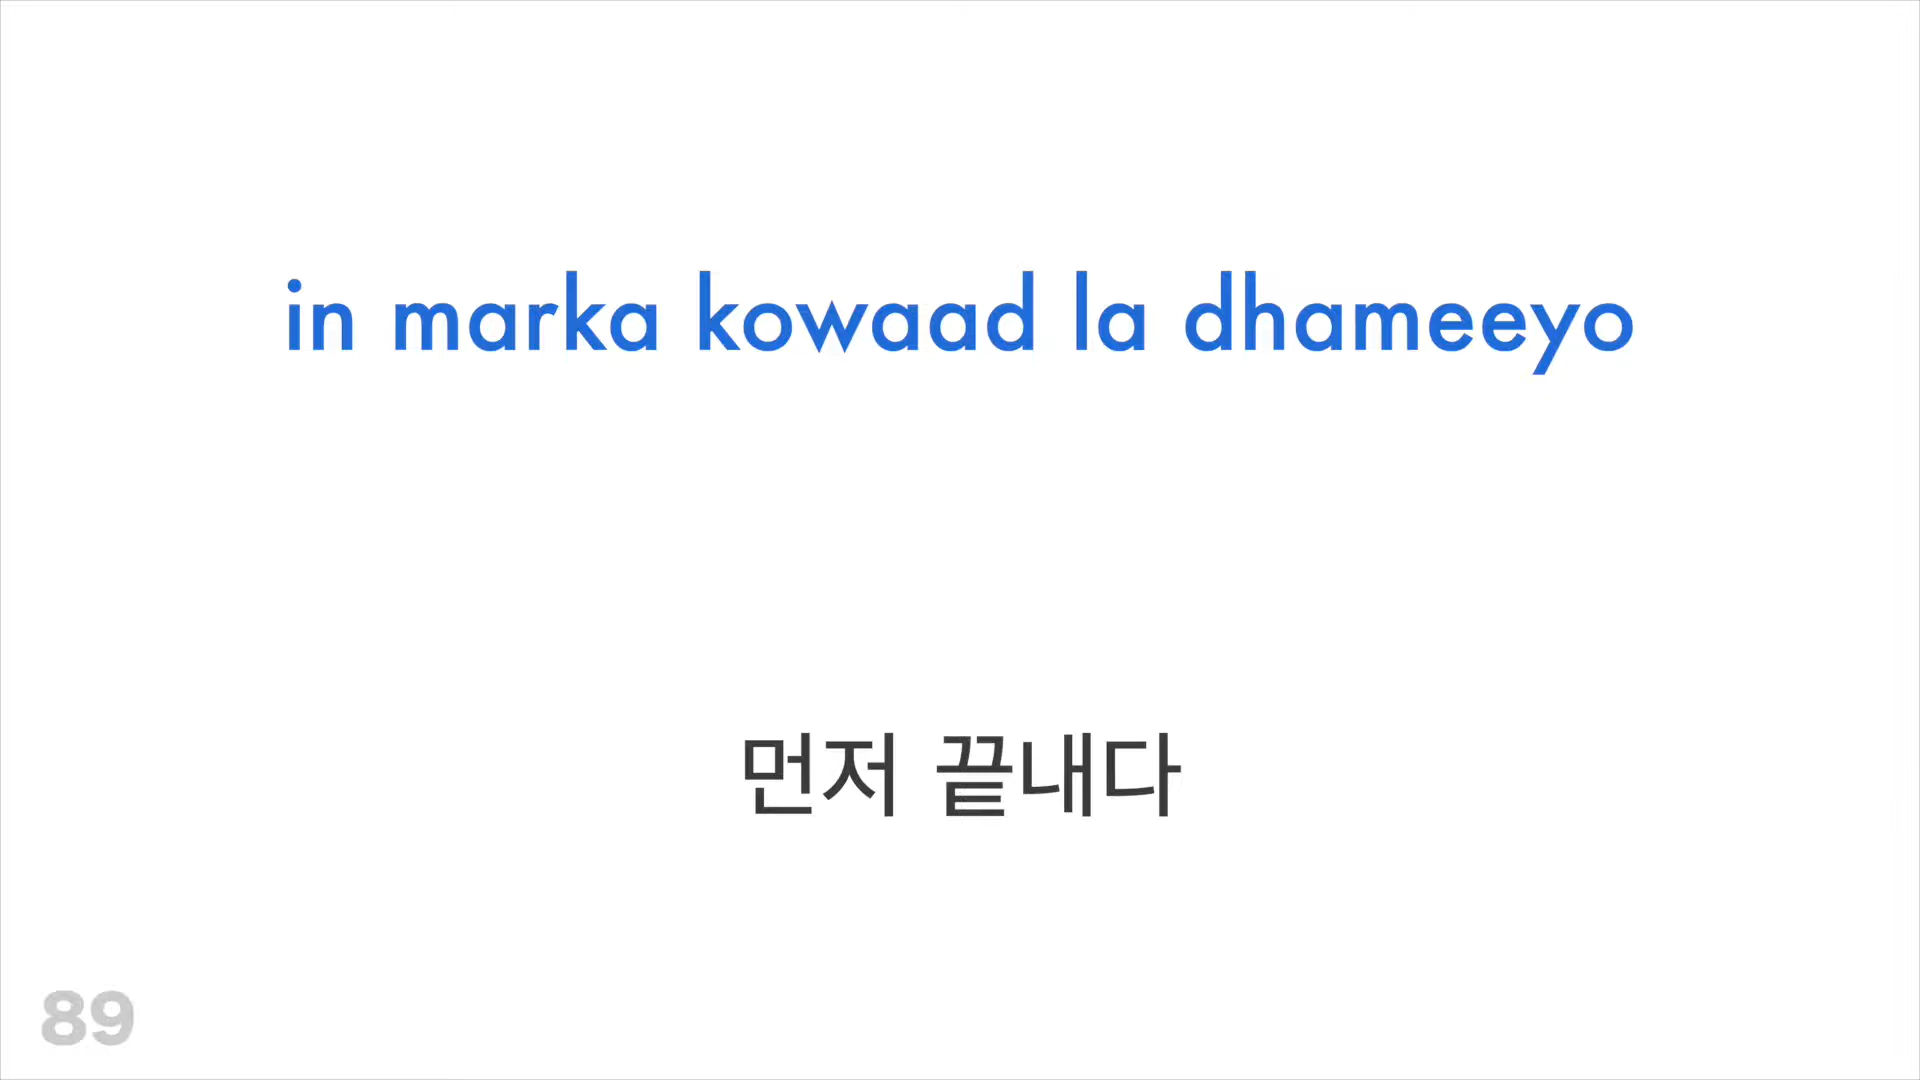 in marka kowaad la dhameeyo
먼저 끝내다
89